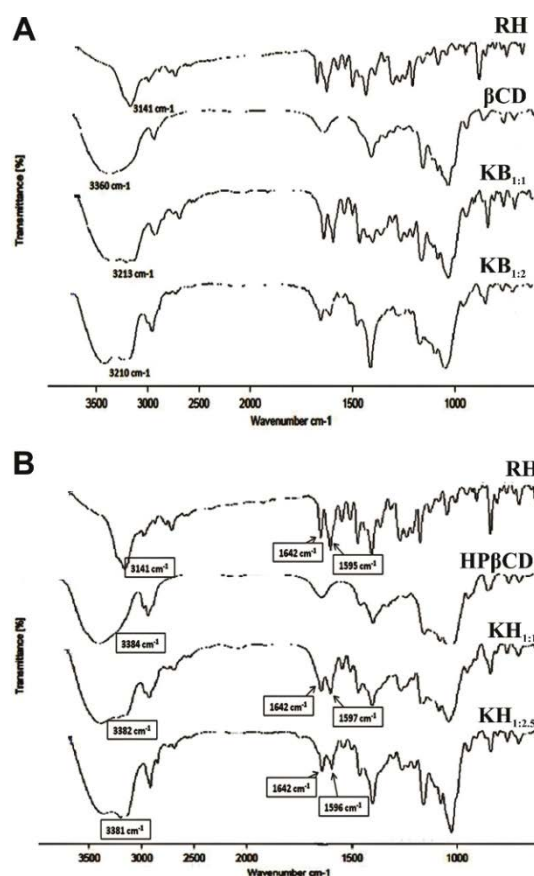 A
RH
3141 cm-1
βCD
3360 cm-1
KB1:1
3213 cm-1
KB1:2
3210 cm-1
Transmittance [%]
3500 3000 2500 2000 1500 1000
Wavenumber cm-1
B
RH
3141 cm-1
1642 cm-1
1595 cm-1
HPβCD
3384 cm-1
KH1:1
3382 cm-1
1642 cm-1
1597 cm-1
KH1:2.5
3381 cm-1
1642 cm-1
1596 cm-1
Transmittance [%]
3500 3000 2500 2000 1500 1000
Wavenumber cm-1